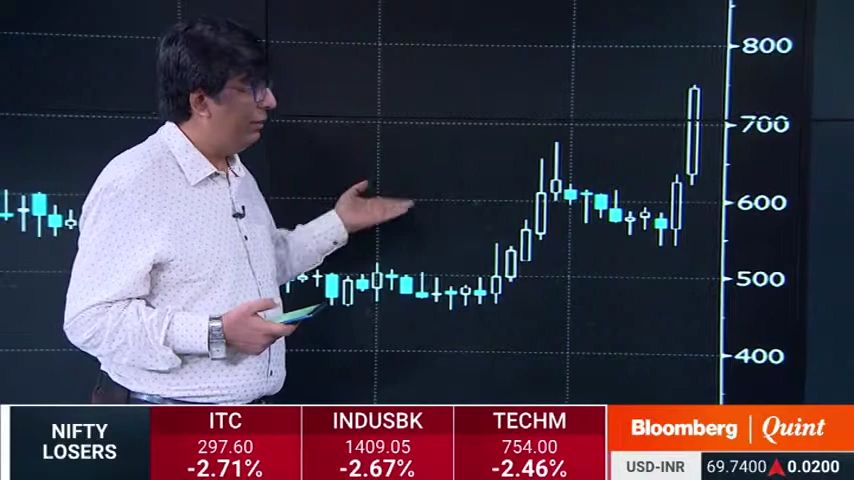 800
700
600
500
400
NIFTY
LOSERS
ITC
297.60
-2.71%
INDUSBK
1409.05
-2.67%
TECHM
754.00
-2.46%
Bloomberg | Quint
USD-INR
69.7400▲0.0200